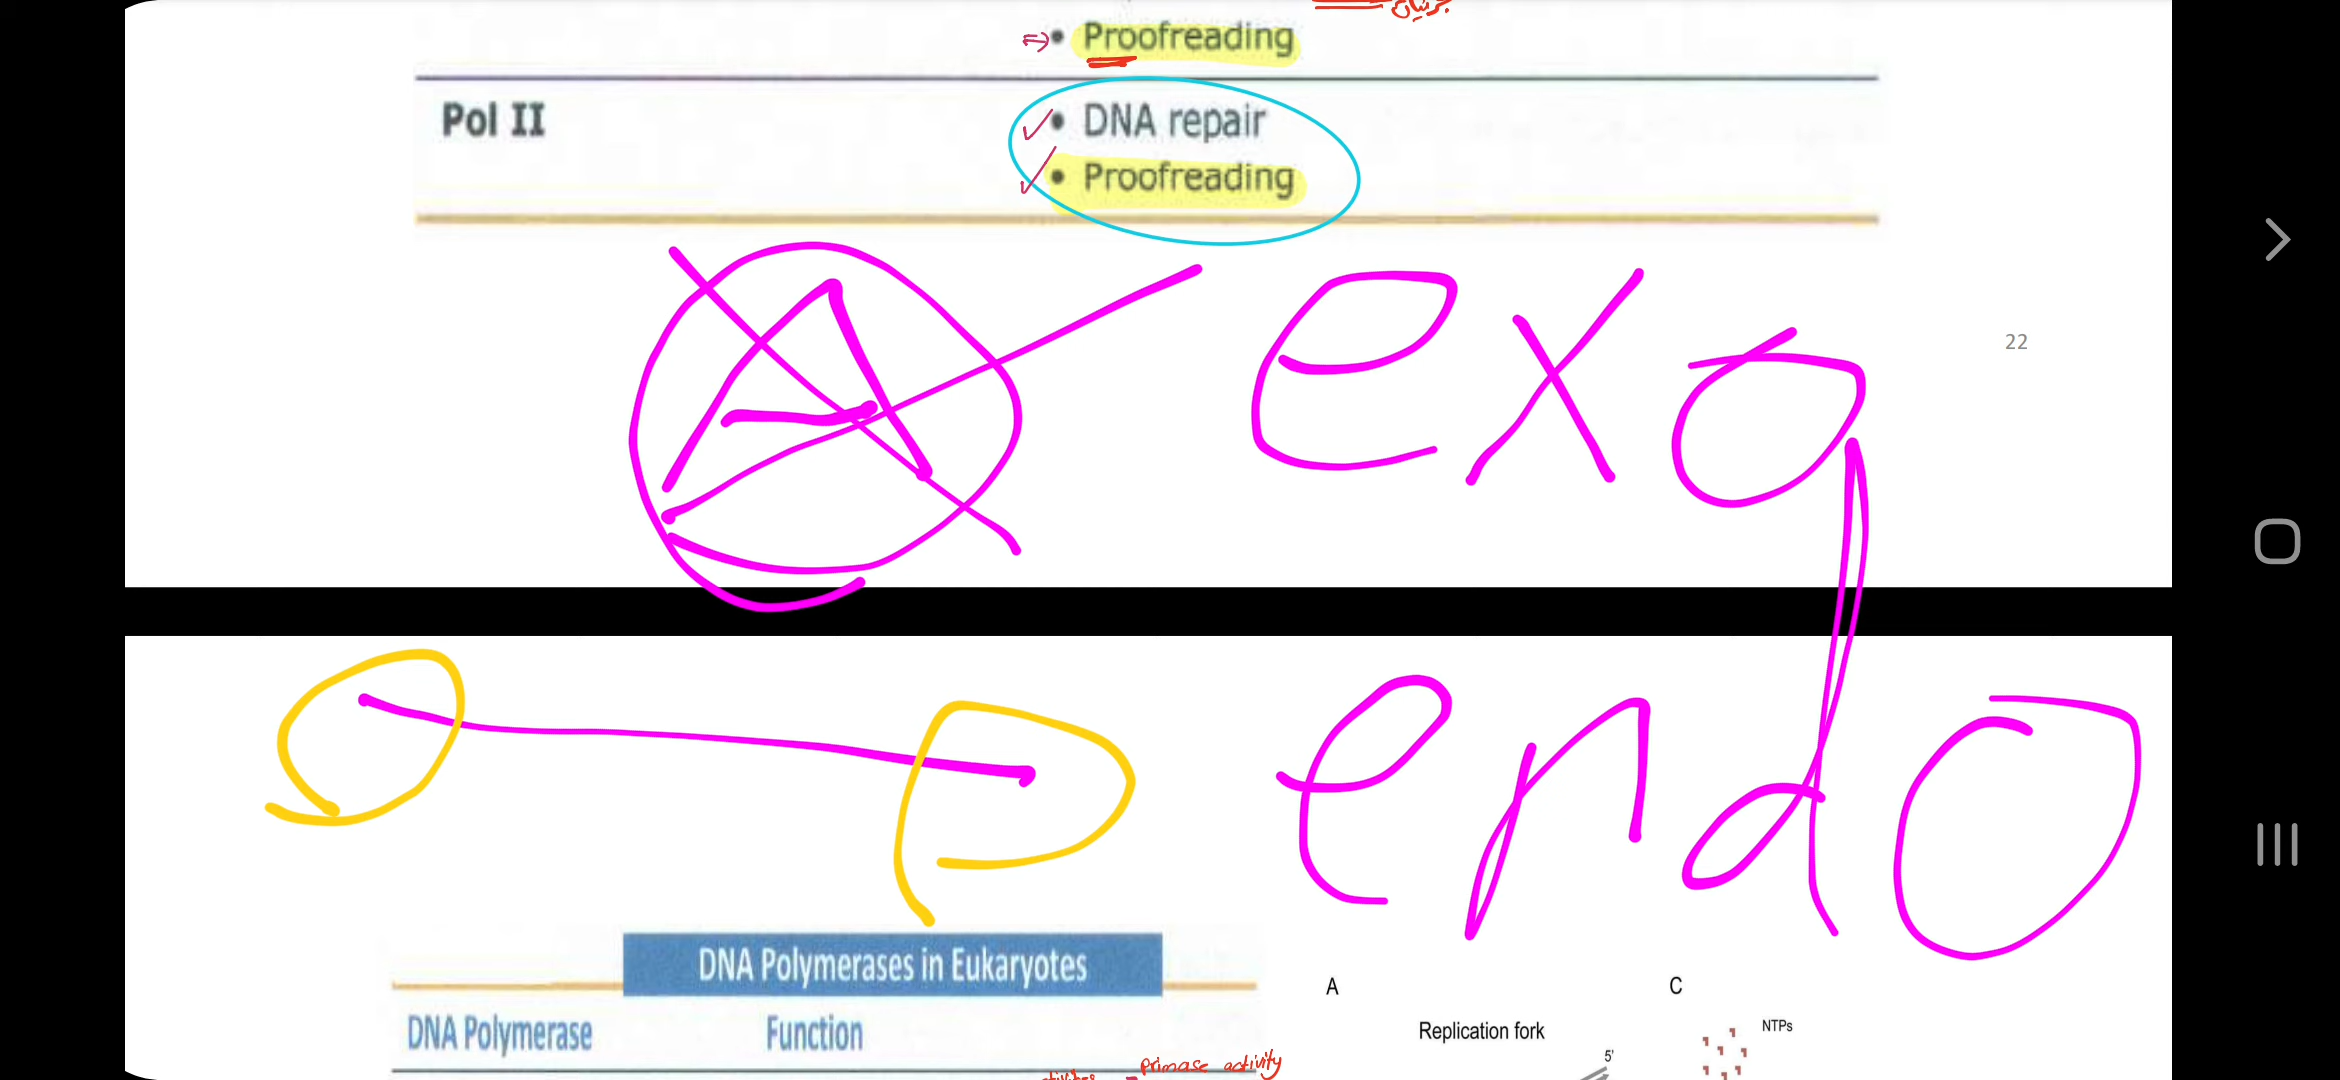 • Proofreading
Pol II
• DNA repair
• Proofreading
A
exo
22
endo
DNA Polymerases in Eukaryotes
DNA Polymerase Function
A C
Replication fork NTPs
5'
Primase activity